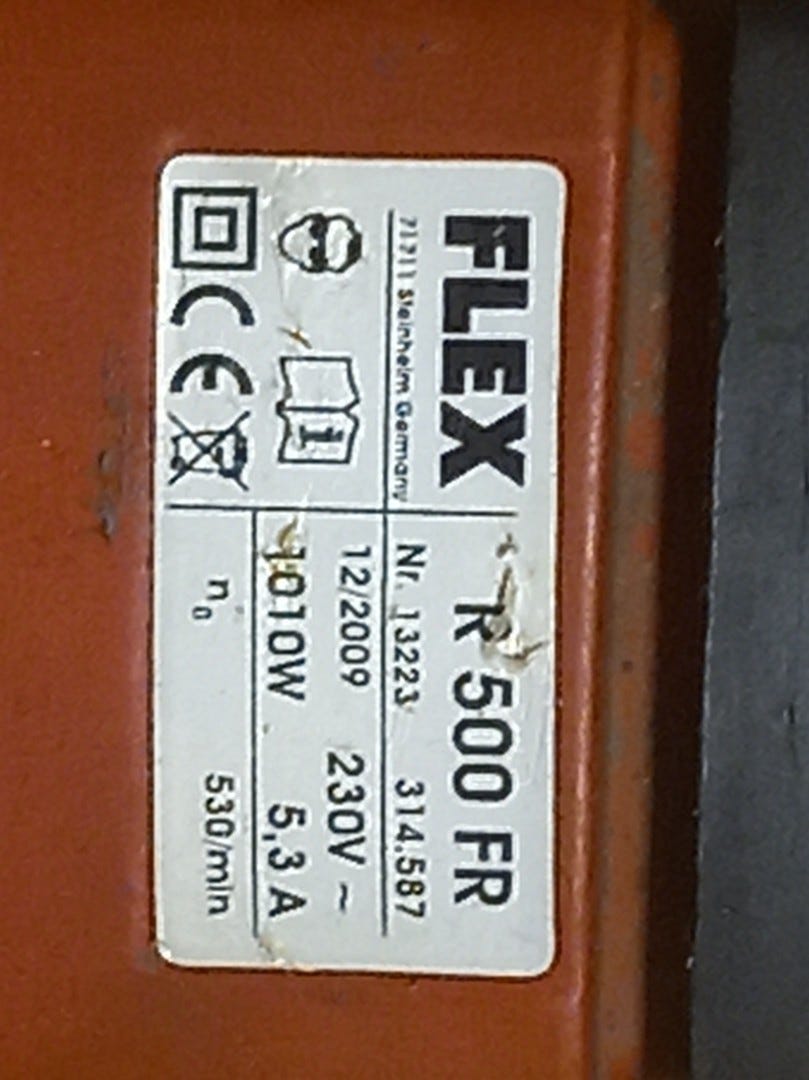 FLEX
71711 Steinheim Germany
R 500 FR
Nr. 13223 314.587
12/2009 230V ~
1010W 5,3 A
n₀ 530/min
CE